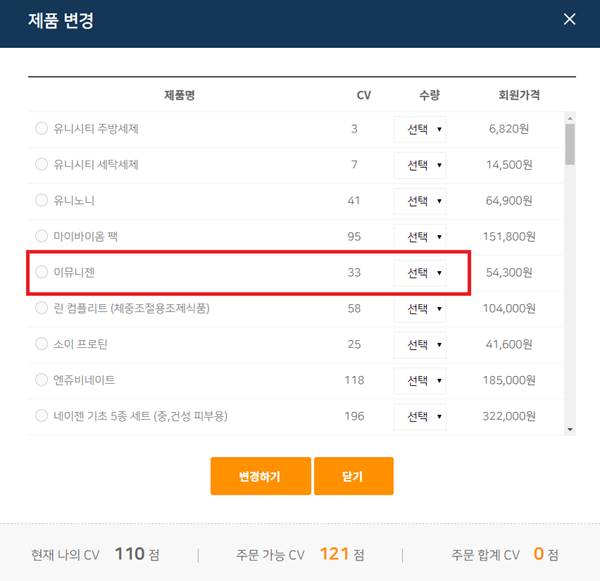 제품 변경
제품명 CV 수량 회원가격
유니시티 주방세제 3 선택 6,820원
유니시티 세탁세제 7 선택 14,500원
유니노니 41 선택 64,900원
마이바이옴 팩 95 선택 151,800원
이뮤니젠 33 선택 54,300원
린 컴플리트 (체중조절용조제식품) 58 선택 104,000원
소이 프로틴 25 선택 41,600원
엔쥬비네이트 118 선택 185,000원
네이젠 기초 5종 세트 (중,건성 피부용) 196 선택 322,000원
변경하기 닫기
현재 나의 CV 110 점 주문 가능 CV 121 점 주문 합계 CV 0 점